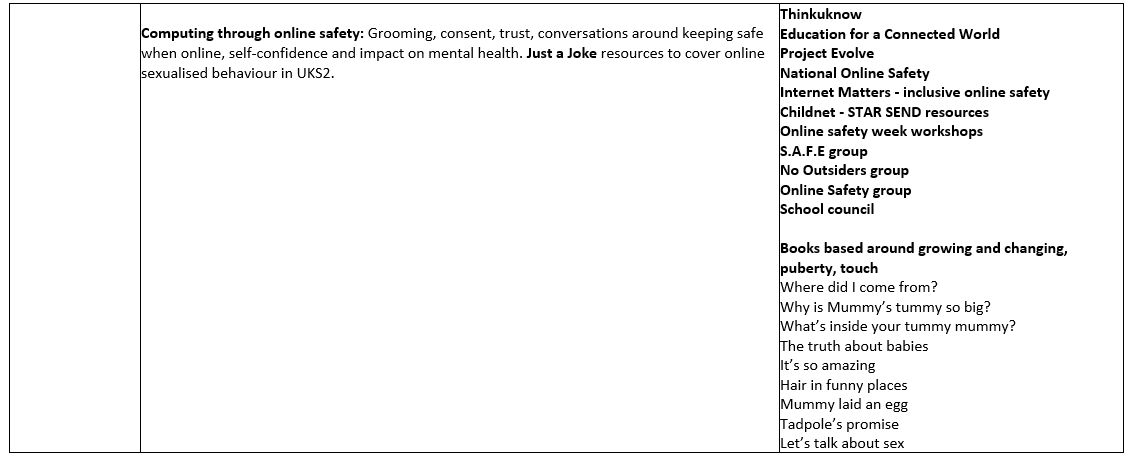 Computing through online safety: Grooming, consent, trust, conversations around keeping safe
when online, self-confidence and impact on mental health. Just a Joke resources to cover online
sexualised behaviour in UKS2.
Thinkuknow
Education for a Connected World
Project Evolve
National Online Safety
Internet Matters - inclusive online safety
Childnet - STAR SEND resources
Online safety week workshops
S.A.F.E group
No Outsiders group
Online Safety group
School council
Books based around growing and changing,
puberty, touch
Where did I come from?
Why is Mummy’s tummy so big?
What’s inside your tummy mummy?
The truth about babies
It’s so amazing
Hair in funny places
Mummy laid an egg
Tadpole’s promise
Let’s talk about sex